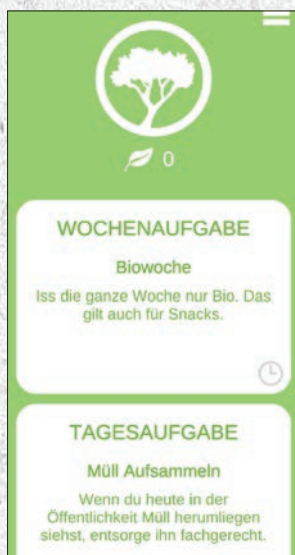 0
WOCHENAUFGABE
Biowoche
Iss die ganze Woche nur Bio. Das
gilt auch für Snacks.
TAGESAUFGABE
Müll Aufsammeln
Wenn du heute in der
Öffentlichkeit Müll herumliegen
siehst, entsorge ihn fachgerecht.